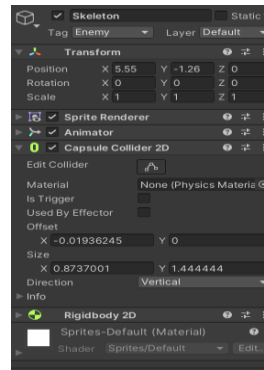 Skeleton Static
Tag Enemy Layer Default
Transform
Position X 5.55 Y -1.26 Z 0
Rotation X 0 Y 0 Z 0
Scale X 1 Y 1 Z 1
Sprite Renderer
Animator
Capsule Collider 2D
Edit Collider
Material None (Physics Materia
Is Trigger
Used By Effector
Offset
X -0.01936245 Y 0
Size
X 0.8737001 Y 1.444444
Direction Vertical
Info
Rigidbody 2D
Sprites-Default (Material)
Shader Sprites/Default Edit..